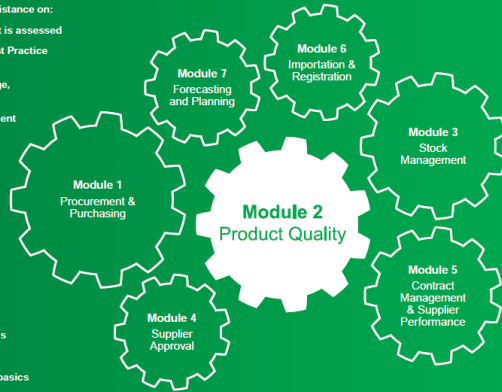 istance on:
t is assessed
st Practice
ge,
ent
rs
basics
Module 6
Importation &
Registration
Module 7
Forecasting
and Planning
Module 3
Stock
Management
Module 1
Procurement &
Purchasing
Module 2
Product Quality
Module 5
Contract
Management
& Supplier
Performance
Module 4
Supplier
Approval